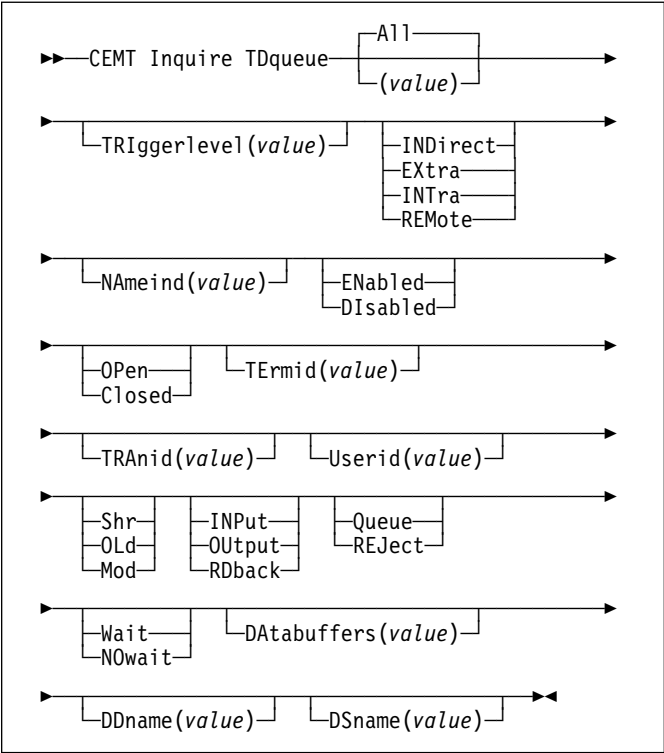 All
CEMT Inquire TDqueue
(value)
TRIggerlevel(value) INDirect
EXtra
INTra
REMote
NAmeind(value) ENabled
DIsabled
OPen TErmid(value)
Closed
TRAnid(value) Userid(value)
Shr INPut Queue
OLd OUtput REJect
Mod RDback
Wait DAtabuffers(value)
NOwait
DDname(value) DSname(value)